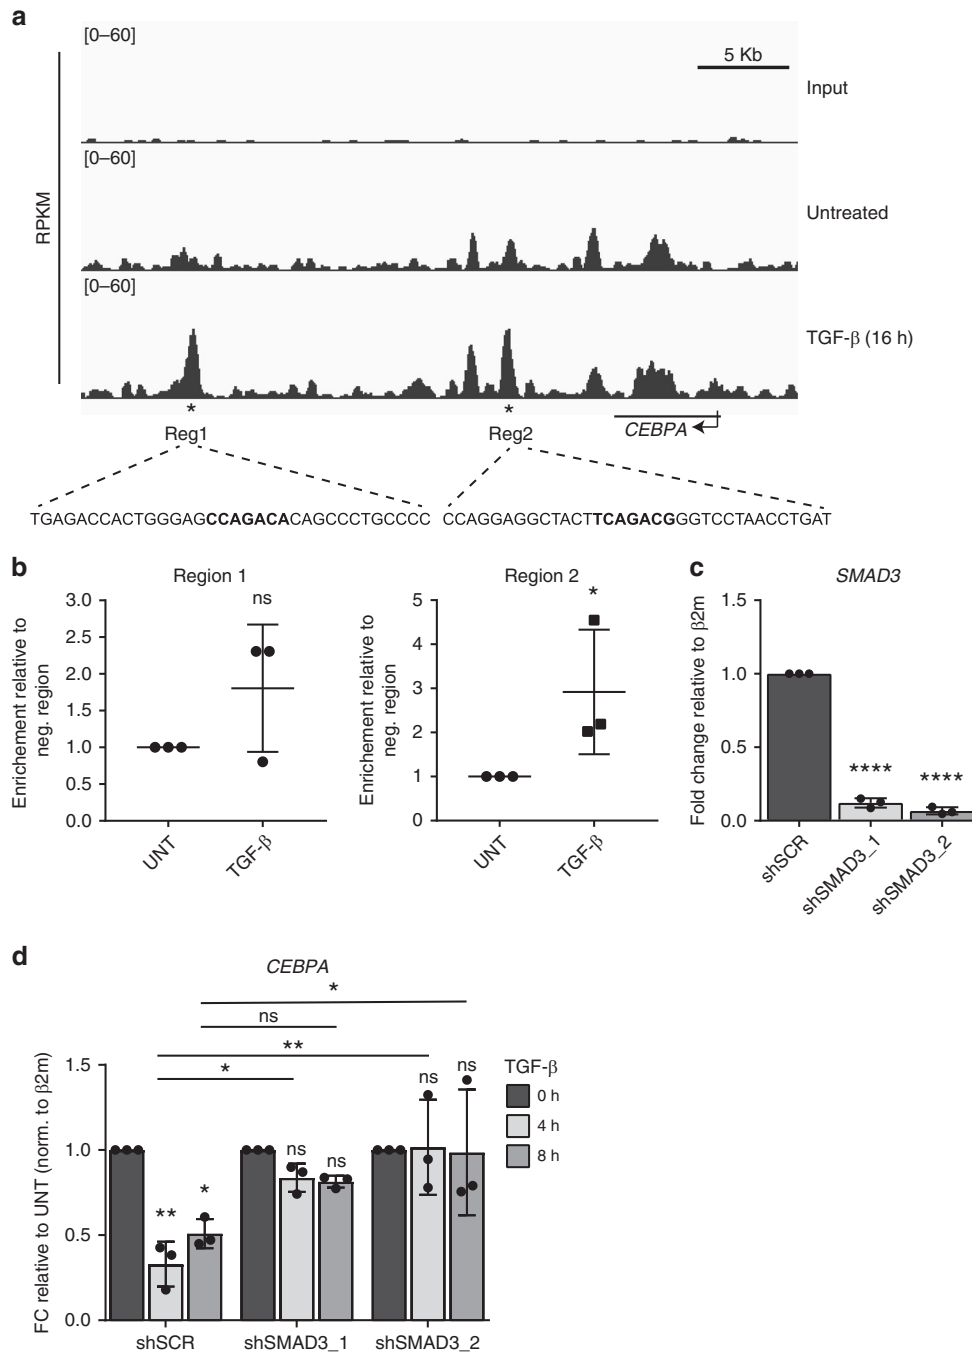 a
[0–60]
5 Kb
Input
[0–60]
Untreated
RPKM
[0–60]
TGF-β (16 h)
* *
Reg1 Reg2 CEBPA
TGAGACCACTGGGAGCCAGACACAGCCCTGCCCC CCAGGAGGCTACTTCAGACGGGTCCTAACCTGAT
b
Region 1
Enrichement relative to
neg. region
3.0
2.5
2.0
1.5
1.0
0.5
0.0
ns
UNT
TGF-β
Region 2
Enrichement relative to
neg. region
5
4
3
2
1
0
*
UNT
TGF-β
c
SMAD3
Fold change relative to β2m
1.5
1.0
0.5
0.0
**** ****
shSCR
shSMAD3_1
shSMAD3_2
d
CEBPA
*
ns
**
*
FC relative to UNT (norm. to β2m)
1.5
1.0
0.5
0.0
** * ns ns ns ns
shSCR shSMAD3_1 shSMAD3_2
TGF-β
0 h
4 h
8 h